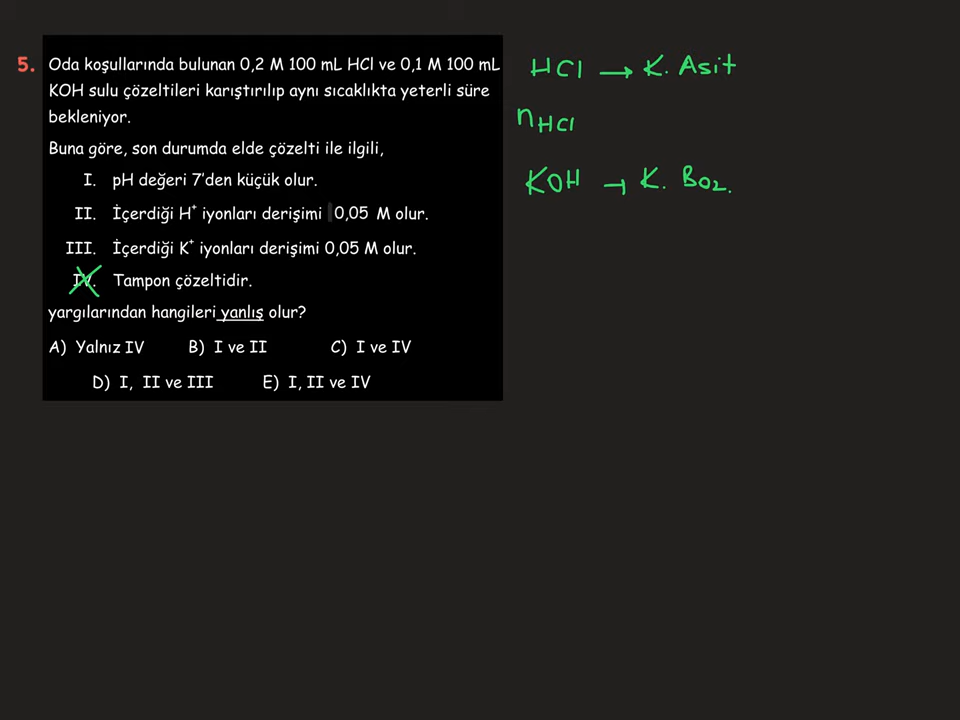 5. Oda koşullarında bulunan 0,2 M 100 mL HCl ve 0,1 M 100 mL
KOH sulu çözeltileri karıştırılıp aynı sıcaklıkta yeterli süre
bekleniyor.
Buna göre, son durumda elde çözelti ile ilgili,
I. pH değeri 7'den küçük olur.
II. İçerdiği H⁺ iyonları derişimi 0,05 M olur.
III. İçerdiği K⁺ iyonları derişimi 0,05 M olur.
IV. Tampon çözeltidir.
yargılarından hangileri yanlış olur?
A) Yalnız IV B) I ve II C) I ve IV
D) I, II ve III E) I, II ve IV
HCl → K. Asit
nHCl
KOH → K. Baz.